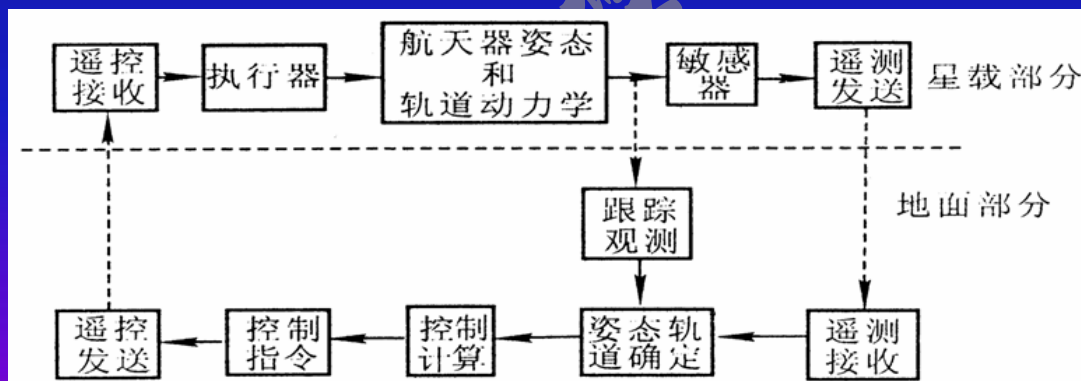 遥控
接收
执行器
航天器姿态
和
轨道动力学
敏感
器
遥测
发送
星载部分
跟踪
观测
地面部分
遥控
发送
控制
指令
控制
计算
姿态轨
道确定
遥测
接收